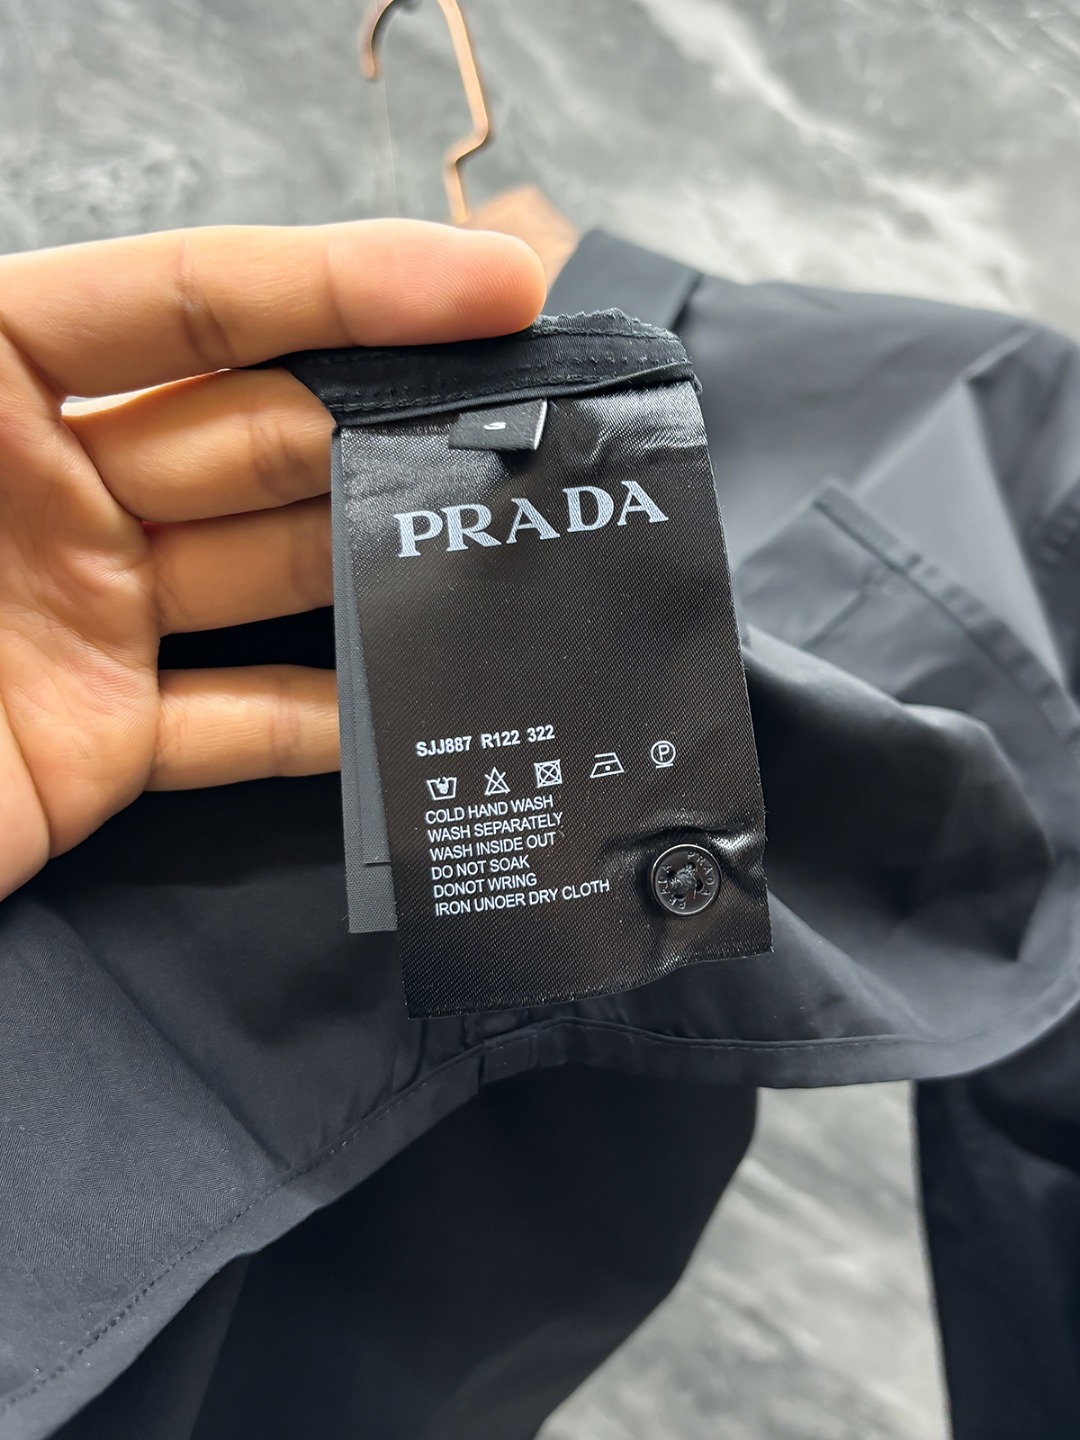 PRADA
SJJ887 R122 322
P
COLD HAND WASH
WASH SEPARATELY
WASH INSIDE OUT
DO NOT SOAK
DONOT WRING
IRON UNOER DRY CLOTH
PRADA